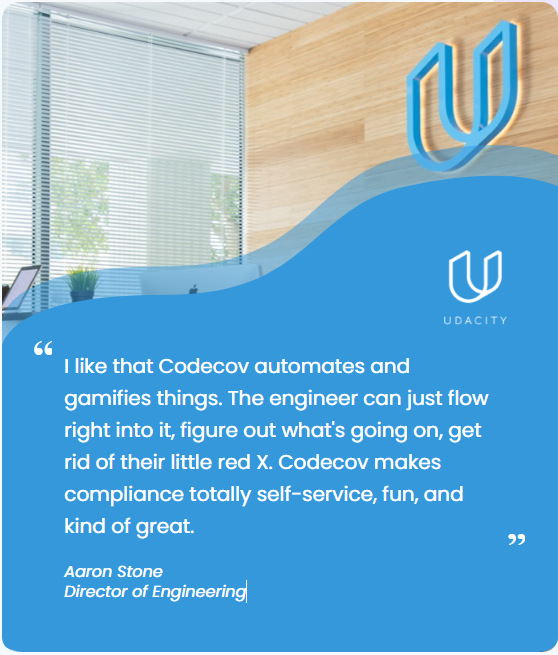 UDACITY
“
I like that Codecov automates and
gamifies things. The engineer can just flow
right into it, figure out what's going on, get
rid of their little red X. Codecov makes
compliance totally self-service, fun, and
kind of great.
”
Aaron Stone
Director of Engineering